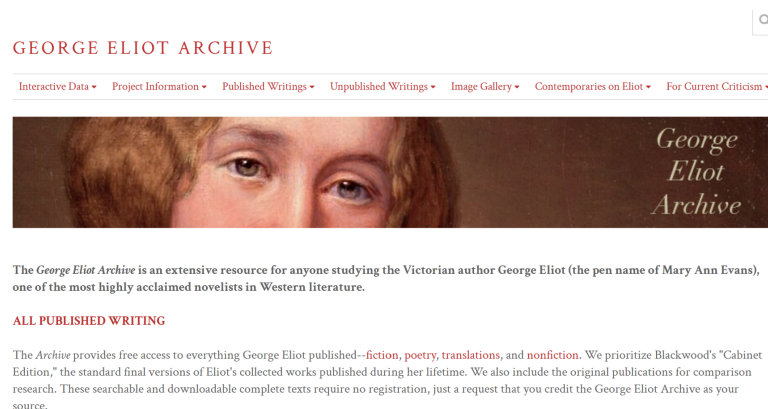 GEORGE ELIOT ARCHIVE
Interactive Data Project Information Published Writings Unpublished Writings Image Gallery Contemporaries on Eliot For Current Criticism
George
Eliot
Archive
The George Eliot Archive is an extensive resource for anyone studying the Victorian author George Eliot (the pen name of Mary Ann Evans),
one of the most highly acclaimed novelists in Western literature.
ALL PUBLISHED WRITING
The Archive provides free access to everything George Eliot published--fiction, poetry, translations, and nonfiction. We prioritize Blackwood's "Cabinet
Edition," the standard final versions of Eliot's collected works published during her lifetime. We also include the original publications for comparison
research. These searchable and downloadable complete texts require no registration, just a request that you credit the George Eliot Archive as your
source.